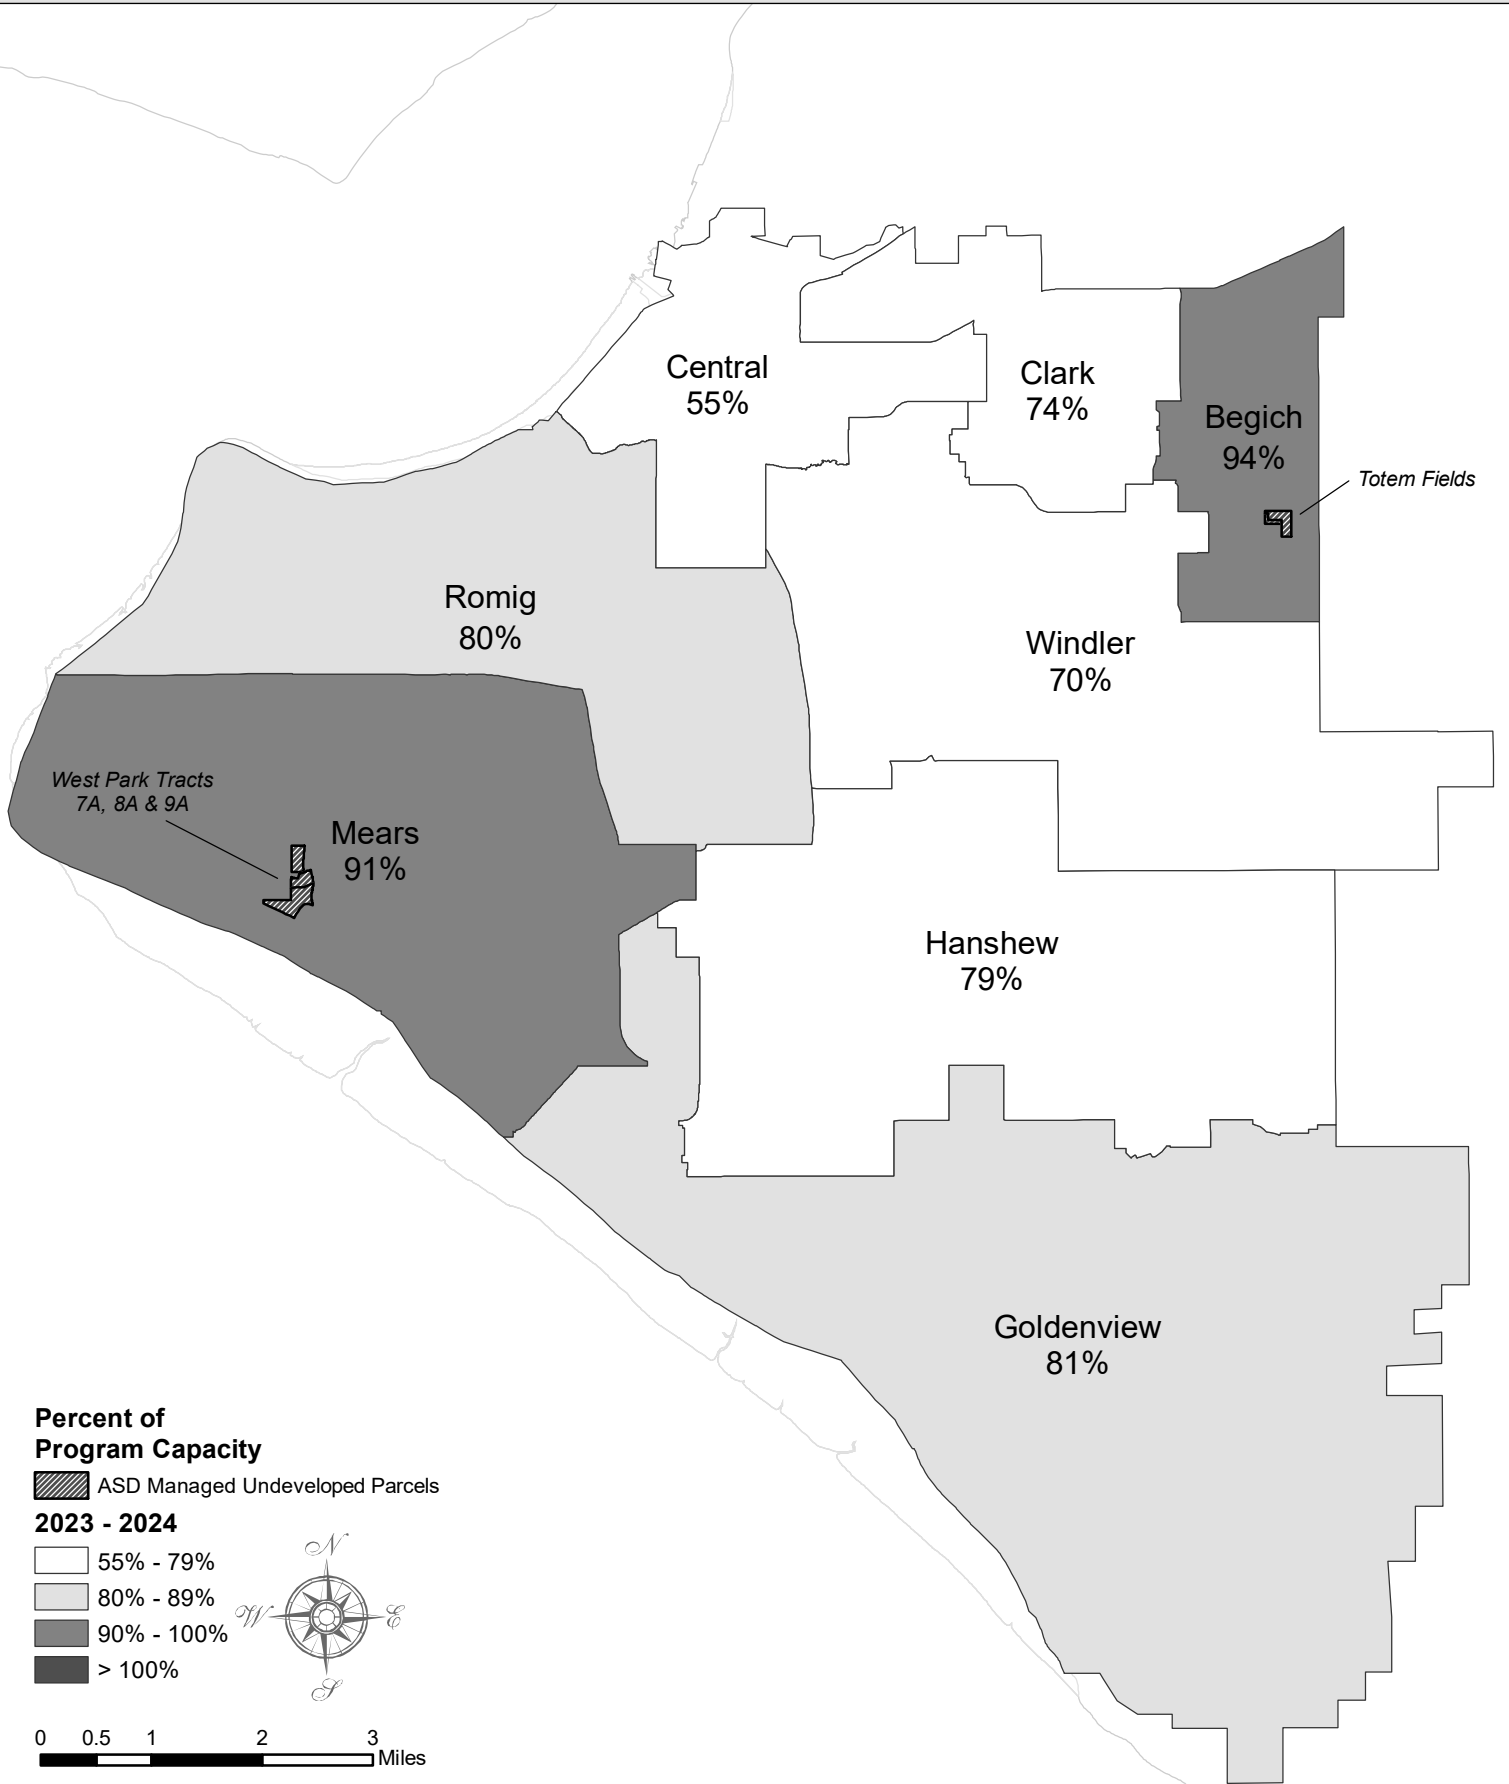 Central
55%
Clark
74%
Begich
94%
Totem Fields
Romig
80%
Windler
70%
West Park Tracts
7A, 8A & 9A
Mears
91%
Hanshew
79%
Goldenview
81%
Percent of
Program Capacity
ASD Managed Undeveloped Parcels
2023 - 2024
55% - 79%
80% - 89%
90% - 100%
> 100%
N
W
E
S
0 0.5 1 2 3
Miles